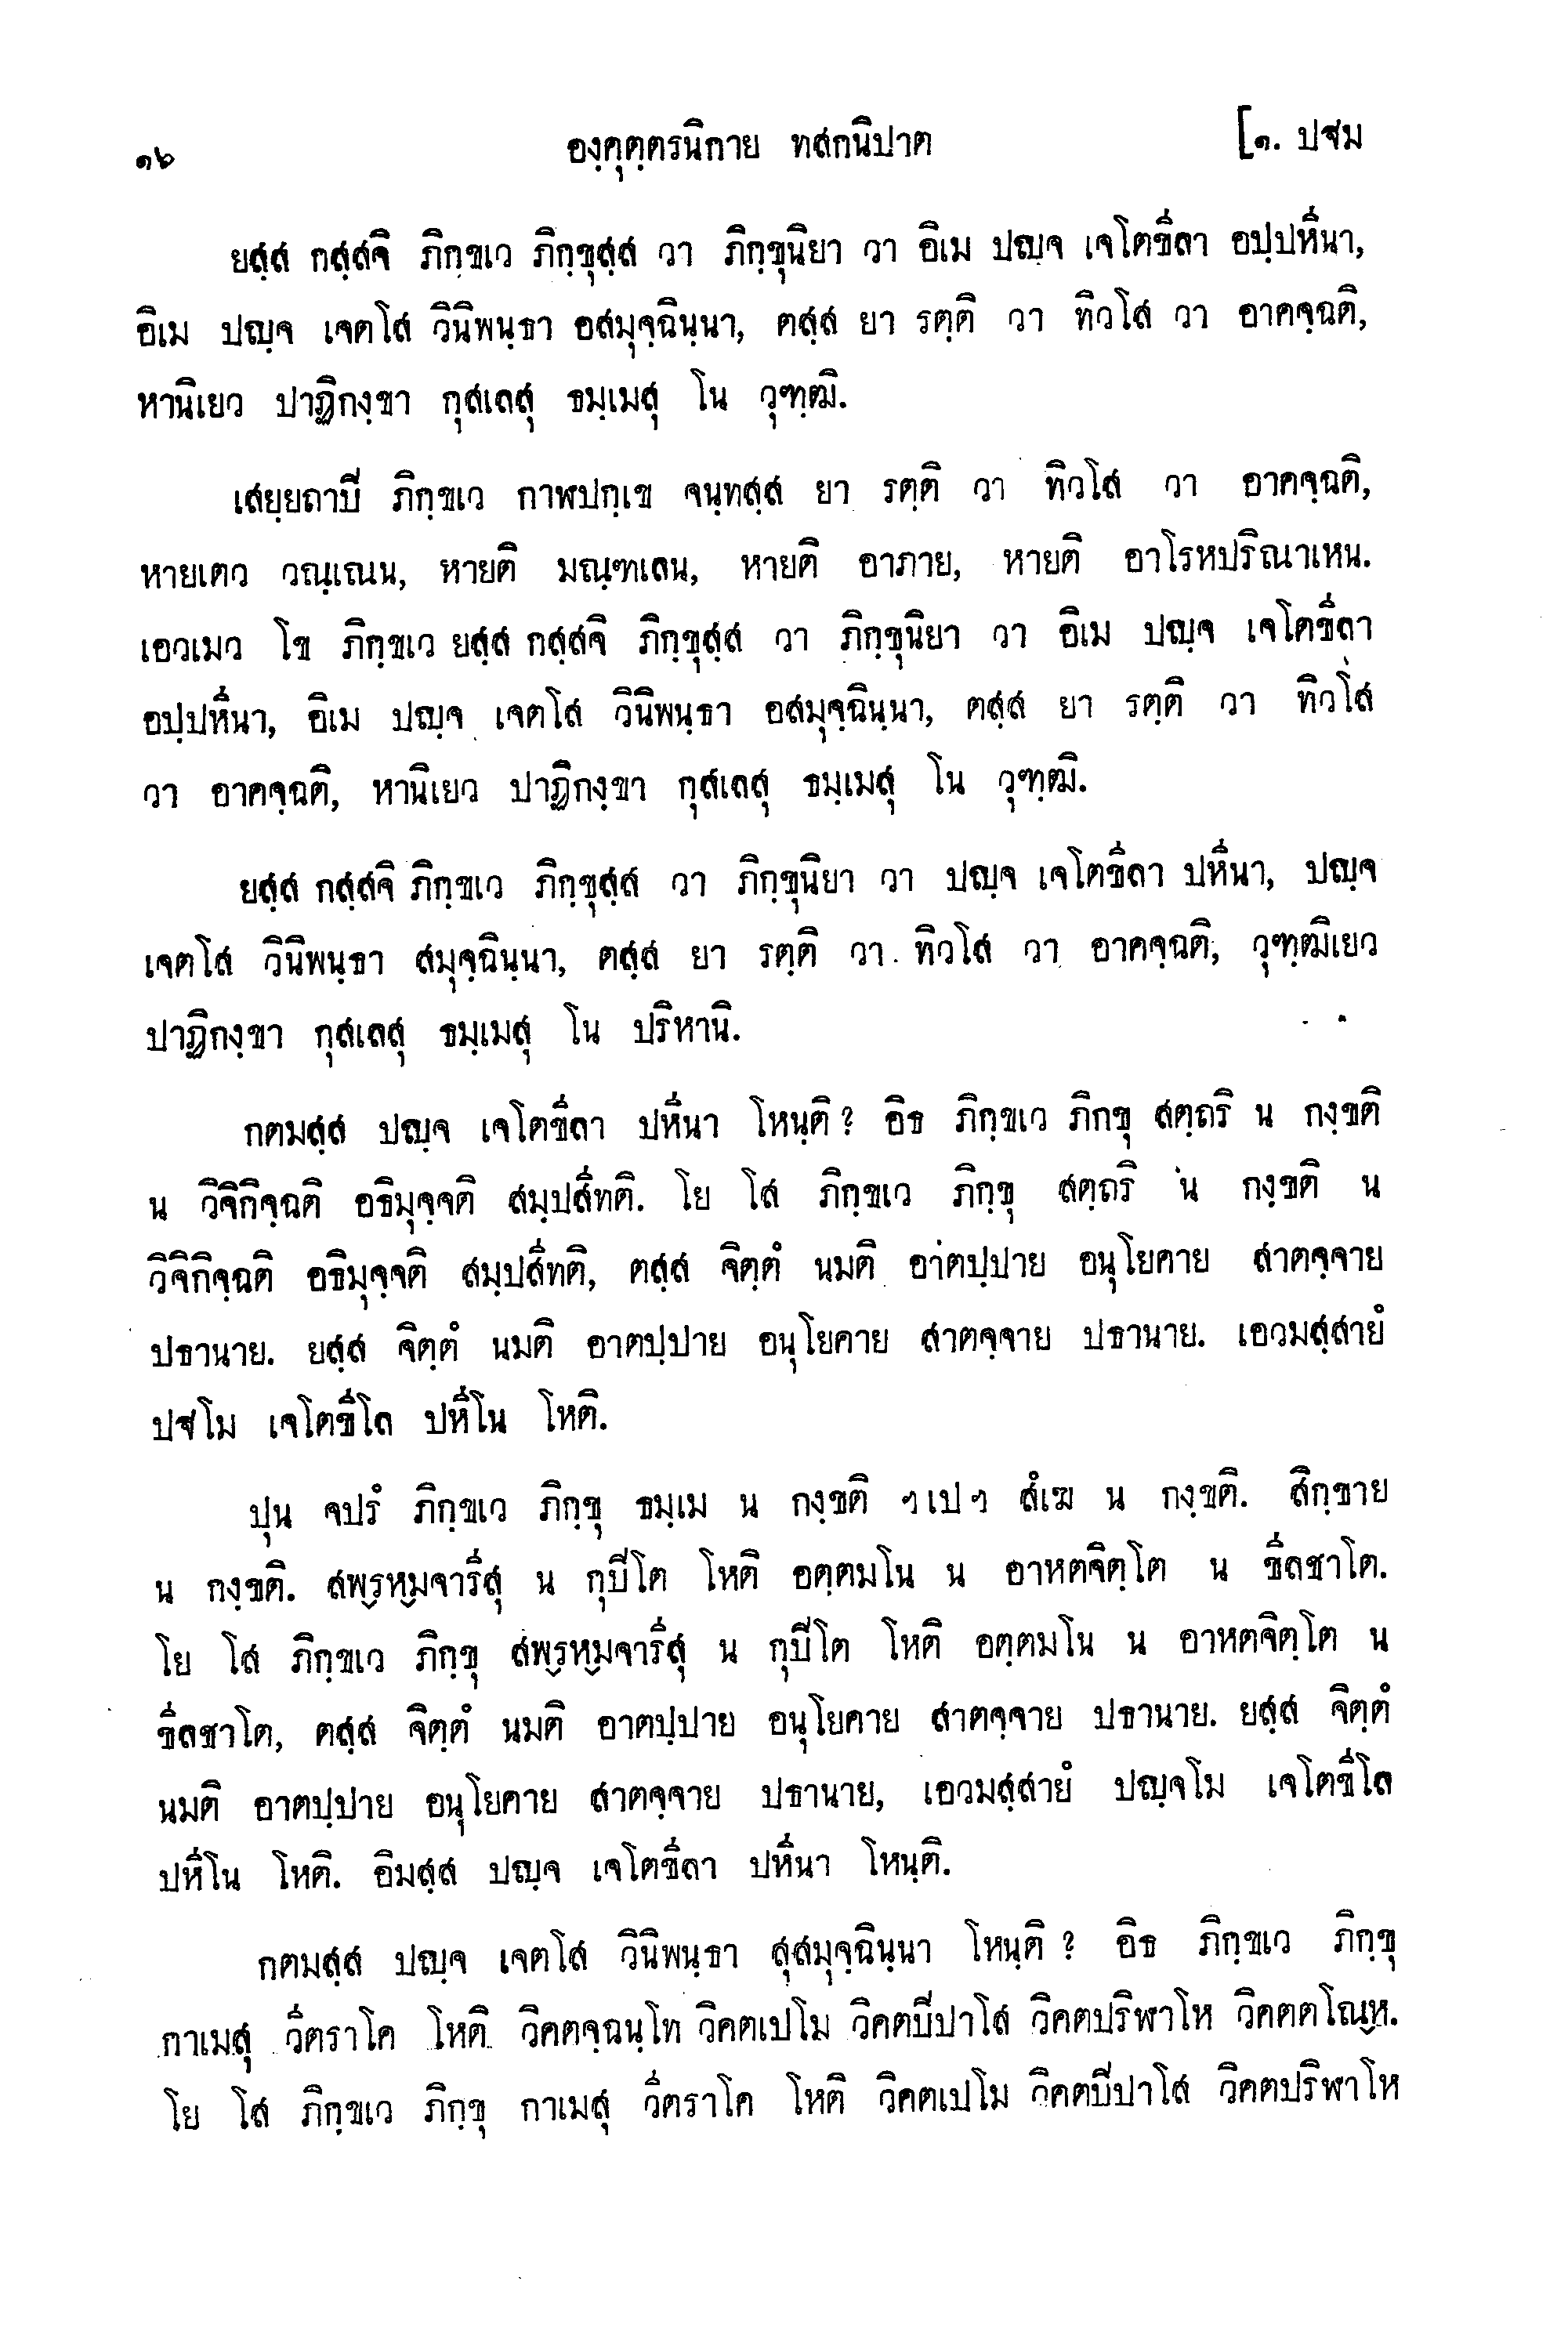 ๑๖ องฺคุตฺตรนิกาย ทสกนิปาต [๑. ปฐม
ยสฺส กสฺสจิ ภิกฺขเว ภิกฺขุสฺส วา ภิกฺขุนิยา วา อิเม ปญฺจ เจโตขีลา อปฺปหีนา,
อิเม ปญฺจ เจตโส วินิพนฺธา อสมุจฺฉินฺนา, ตสฺส ยา รตฺติ วา ทิวโส วา อาคจฺฉติ,
หานิเยว ปาฏิกงฺขา กุสเลสุ ธมฺเมสุ โน วุฑฺฒิ.
เสยฺยถาปี ภิกฺขเว กาฬปกฺเข จนฺทสฺส ยา รตฺติ วา ทิวโส วา อาคจฺฉติ,
หายเตว วณฺเณน, หายติ มณฺฑเลน, หายติ อาภาย, หายติ อาโรหปริณาเหน.
เอวเมว โข ภิกฺขเว ยสฺส กสฺสจิ ภิกฺขุสฺส วา ภิกฺขุนิยา วา อิเม ปญฺจ เจโตขีลา
อปฺปหีนา, อิเม ปญฺจ เจตโส วินิพนฺธา อสมุจฺฉินฺนา, ตสฺส ยา รตฺติ วา ทิวโส
วา อาคจฺฉติ, หานิเยว ปาฏิกงฺขา กุสเลสุ ธมฺเมสุ โน วุฑฺฒิ.
ยสฺส กสฺสจิ ภิกฺขเว ภิกฺขุสฺส วา ภิกฺขุนิยา วา ปญฺจ เจโตขีลา ปหีนา, ปญฺจ
เจตโส วินิพนฺธา สมุจฺฉินฺนา, ตสฺส ยา รตฺติ วา ทิวโส วา อาคจฺฉติ, วุฑฺฒิเยว
ปาฏิกงฺขา กุสเลสุ ธมฺเมสุ โน ปริหานิ.
กตมสฺส ปญฺจ เจโตขีลา ปหีนา โหนฺติ? อิธ ภิกฺขเว ภิกขุ สตฺถริ น กงฺขติ
น วิจิกิจฺฉติ อธิมุจฺจติ สมฺปสีทติ. โย โส ภิกฺขเว ภิกฺขุ สตฺถริ น กงฺขติ น
วิจิกิจฺฉติ อธิมุจฺจติ สมฺปสีทติ, ตสฺส จิตฺตํ นมติ อาตปฺปาย อนุโยคาย สาตจฺจาย
ปธานาย. ยสฺส จิตฺตํ นมติ อาตปฺปาย อนุโยคาย สาตจฺจาย ปธานาย. เอวมสฺสายํ
ปฐโม เจโตขีโล ปหีโน โหติ.
ปุน จปรํ ภิกฺขเว ภิกฺขุ ธมฺเม น กงฺขติ ฯเปฯ สํเฆ น กงฺขติ. สิกฺขาย
น กงฺขติ. สพฺรหฺมจารีสุ น กุปีโต โหติ อตฺตมโน น อาหตจิตฺโต น ขีลชาโต.
โย โส ภิกฺขเว ภิกฺขุ สพฺรหฺมจารีสุ น กุปีโต โหติ อตฺตมโน น อาหตจิตฺโต น
ขีลชาโต, ตสฺส จิตฺตํ นมติ อาตปฺปาย อนุโยคาย สาตจฺจาย ปธานาย. ยสฺส จิตฺตํ
นมติ อาตปฺปาย อนุโยคาย สาตจฺจาย ปธานาย, เอวมสฺสายํ ปญฺจโม เจโตขีโล
ปหีโน โหติ. อิมสฺส ปญฺจ เจโตขีลา ปหีนา โหนฺติ.
กตมสฺส ปญฺจ เจตโส วินิพนฺธา สุสมุจฺฉินฺนา โหนฺติ? อิธ ภิกฺขเว ภิกฺขุ
กาเมสุ วีตราโค โหติ วิคตจฺฉนฺโท วิคตเปโม วิคตปีปาโส วิคตปริฬาโห วิคตตโณฺห.
โย โส ภิกฺขเว ภิกฺขุ กาเมสุ วีตราโค โหติ วิคตเปโม วิคตปีปาโส วิคตปริฬาโห